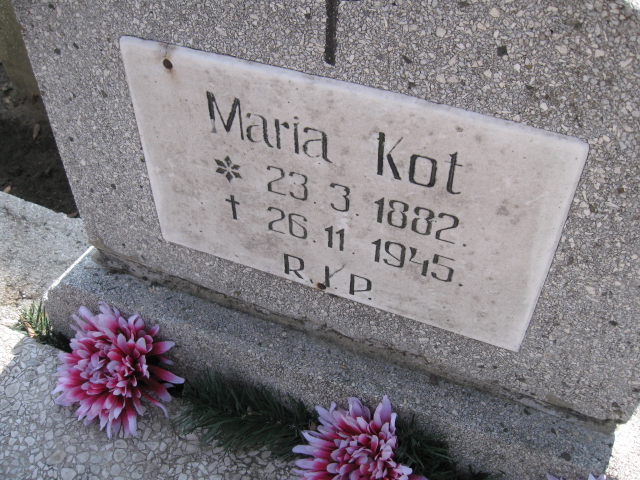 Maria Kot
* 23.3.1882.
† 26.11.1945.
R.I.P.